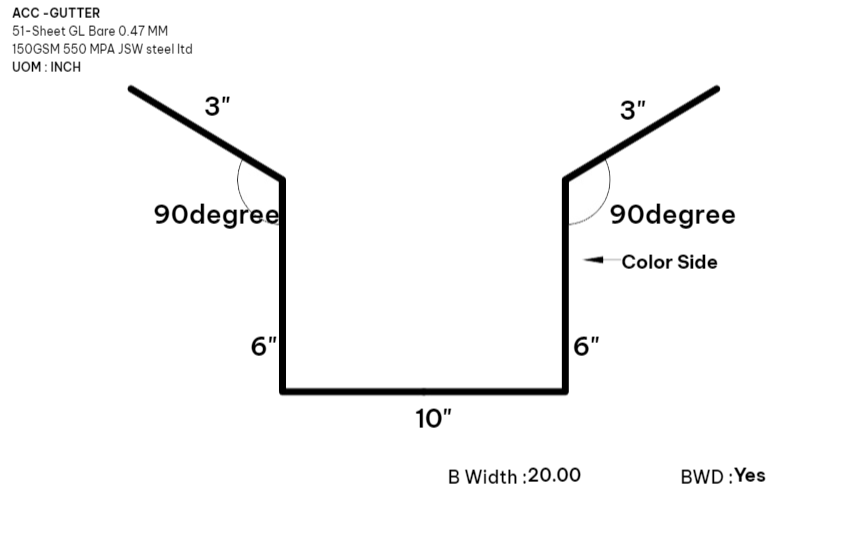 ACC -GUTTER
51-Sheet GL Bare 0.47 MM
150GSM 550 MPA JSW steel ltd
UOM : INCH
3"
3"
90degree
90degree
Color Side
6"
6"
10"
B Width :20.00
BWD :Yes